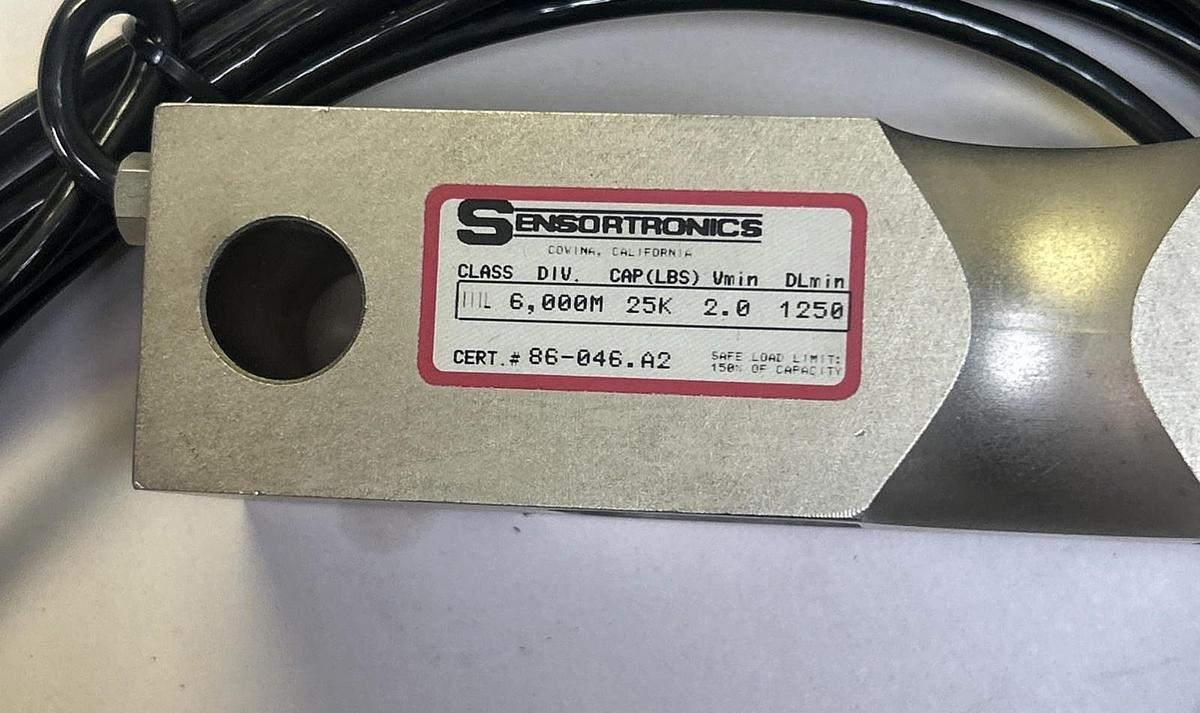 SENSORTRONICS
COVINA, CALIFORNIA
CLASS DIV. CAP(LBS) Vmin DLmin
IIIL 6,000M 25K 2.0 1250
CERT.# 86-046.A2
SAFE LOAD LIMIT:
150% OF CAPACITY